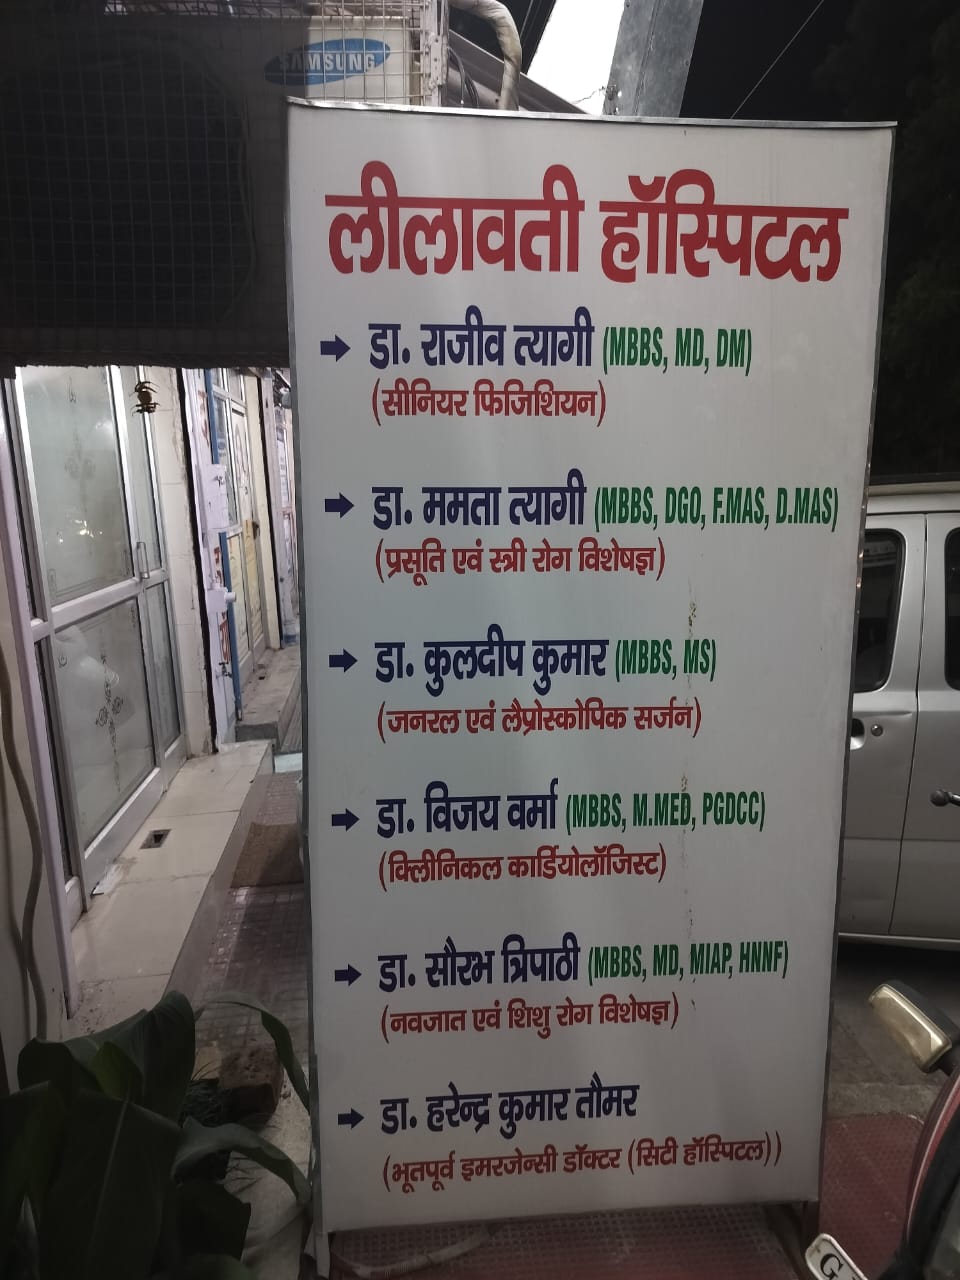 SAMSUNG
लीलावती हॉस्पिटल
डा. राजीव त्यागी (MBBS, MD, DM)
(सीनियर फिजिशियन)
डा. ममता त्यागी (MBBS, DGO, F.MAS, D.MAS)
(प्रसूति एवं स्त्री रोग विशेषज्ञ)
डा. कुलदीप कुमार (MBBS, MS)
(जनरल एवं लैप्रोस्कोपिक सर्जन)
डा. विजय वर्मा (MBBS, M.MED, PGDCC)
(क्लिीनिकल कार्डियोलॉजिस्ट)
डा. सौरभ त्रिपाठी (MBBS, MD, MIAP, HNNF)
(नवजात एवं शिशु रोग विशेषज्ञ)
डा. हरेन्द्र कुमार तौमर
(भूतपूर्व इमरजेन्सी डॉक्टर (सिटी हॉस्पिटल))